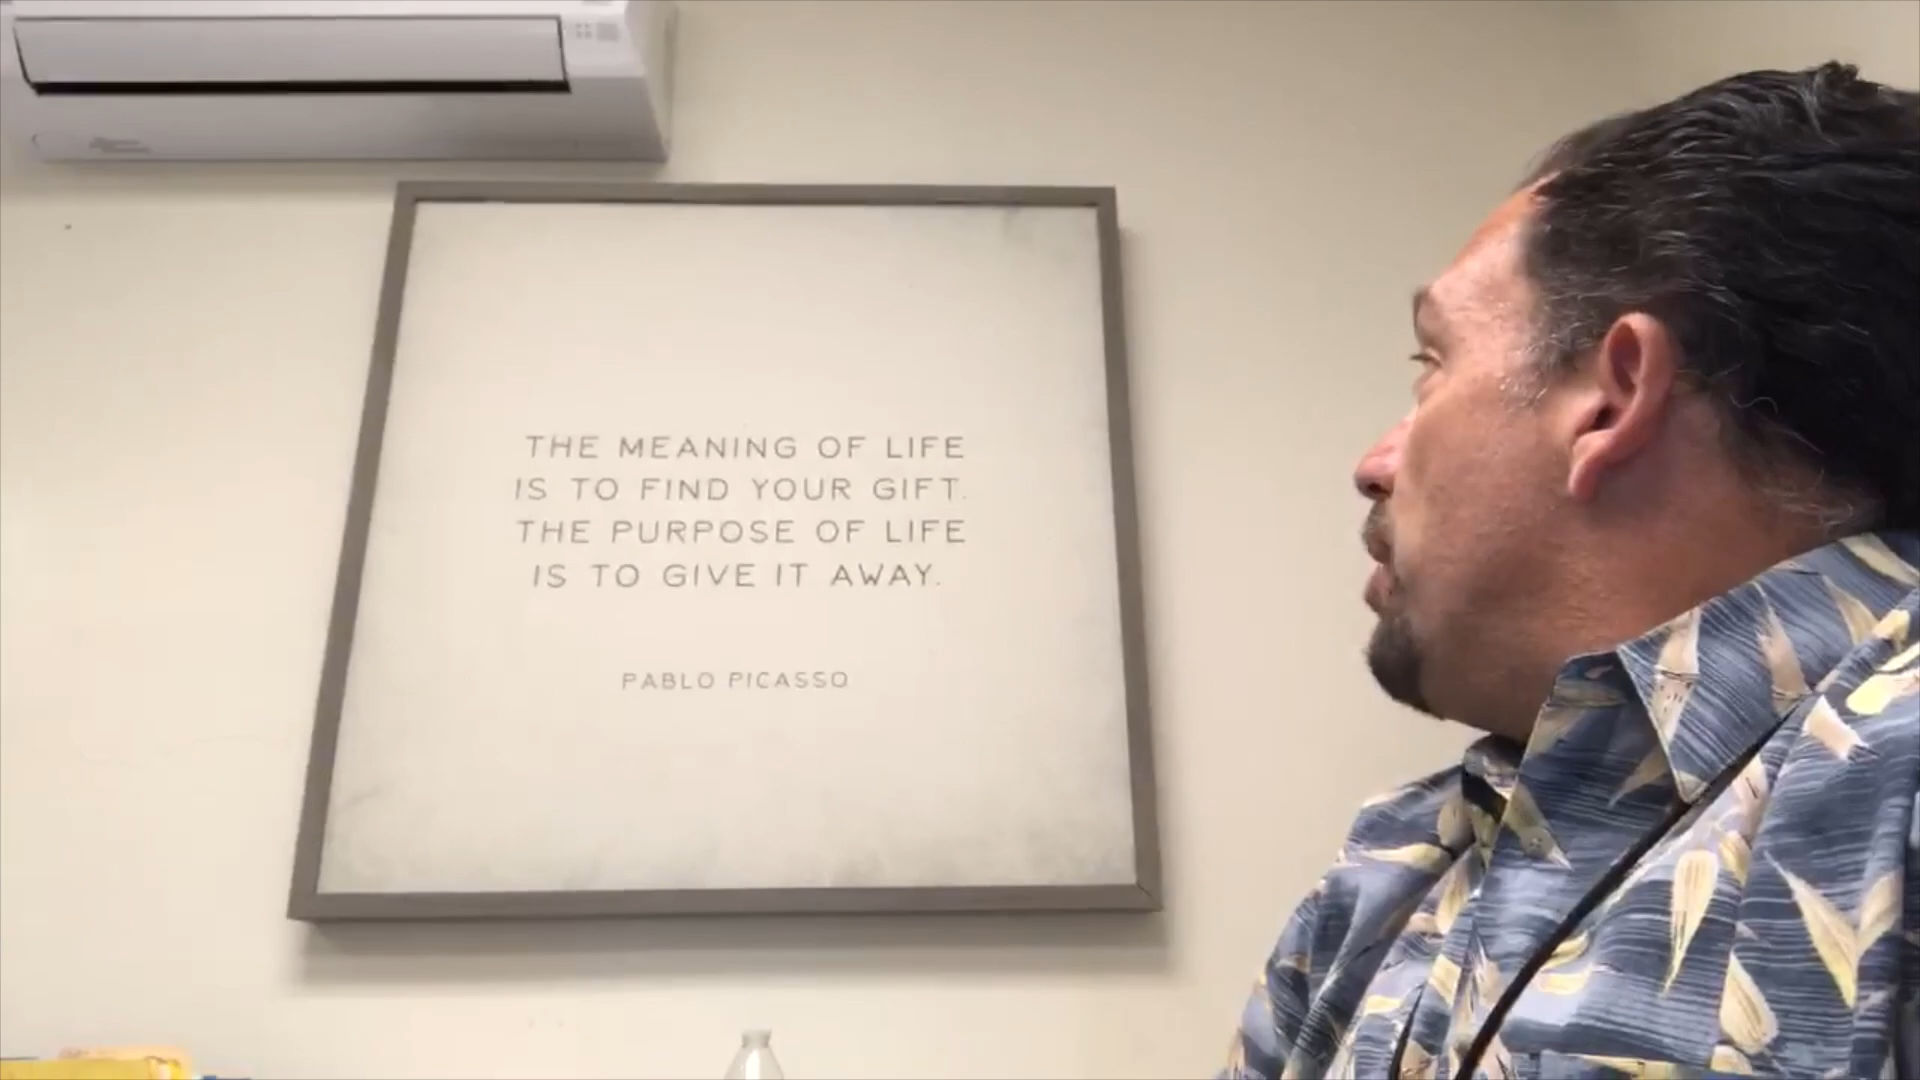 THE MEANING OF LIFE
IS TO FIND YOUR GIFT.
THE PURPOSE OF LIFE
IS TO GIVE IT AWAY.
PABLO PICASSO